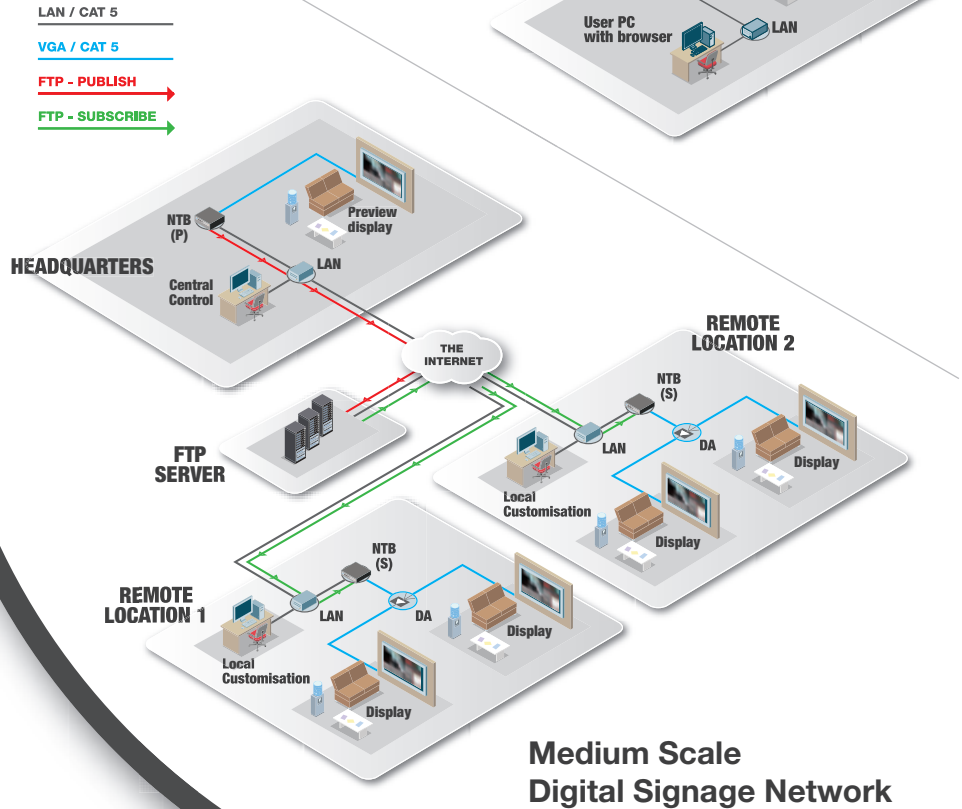 LAN / CAT 5
VGA / CAT 5
FTP - PUBLISH
FTP - SUBSCRIBE
User PC
with browser
LAN
NTB
(P)
Preview
display
HEADQUARTERS
LAN
Central
Control
THE
INTERNET
REMOTE
LOCATION 2
NTB
(S)
LAN
DA
Display
Local
Customisation
Display
FTP
SERVER
REMOTE
LOCATION 1
NTB
(S)
LAN
DA
Display
Local
Customisation
Display
Medium Scale
Digital Signage Network